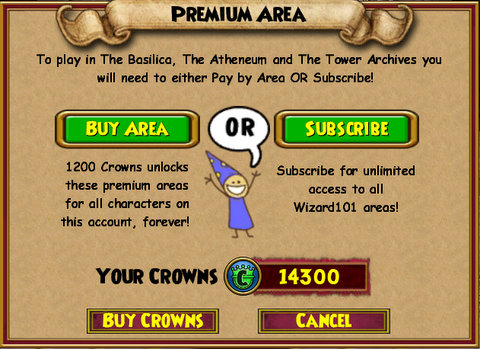 PREMIUM AREA
To play in The Basilica, The Atheneum and The Tower Archives you
will need to either Pay by Area OR Subscribe!
BUY AREA
OR
SUBSCRIBE
1200 Crowns unlocks
these premium areas
for all characters on
this account, forever!
Subscribe for unlimited
access to all
Wizard101 areas!
YOUR CROWNS 14300
BUY CROWNS
CANCEL